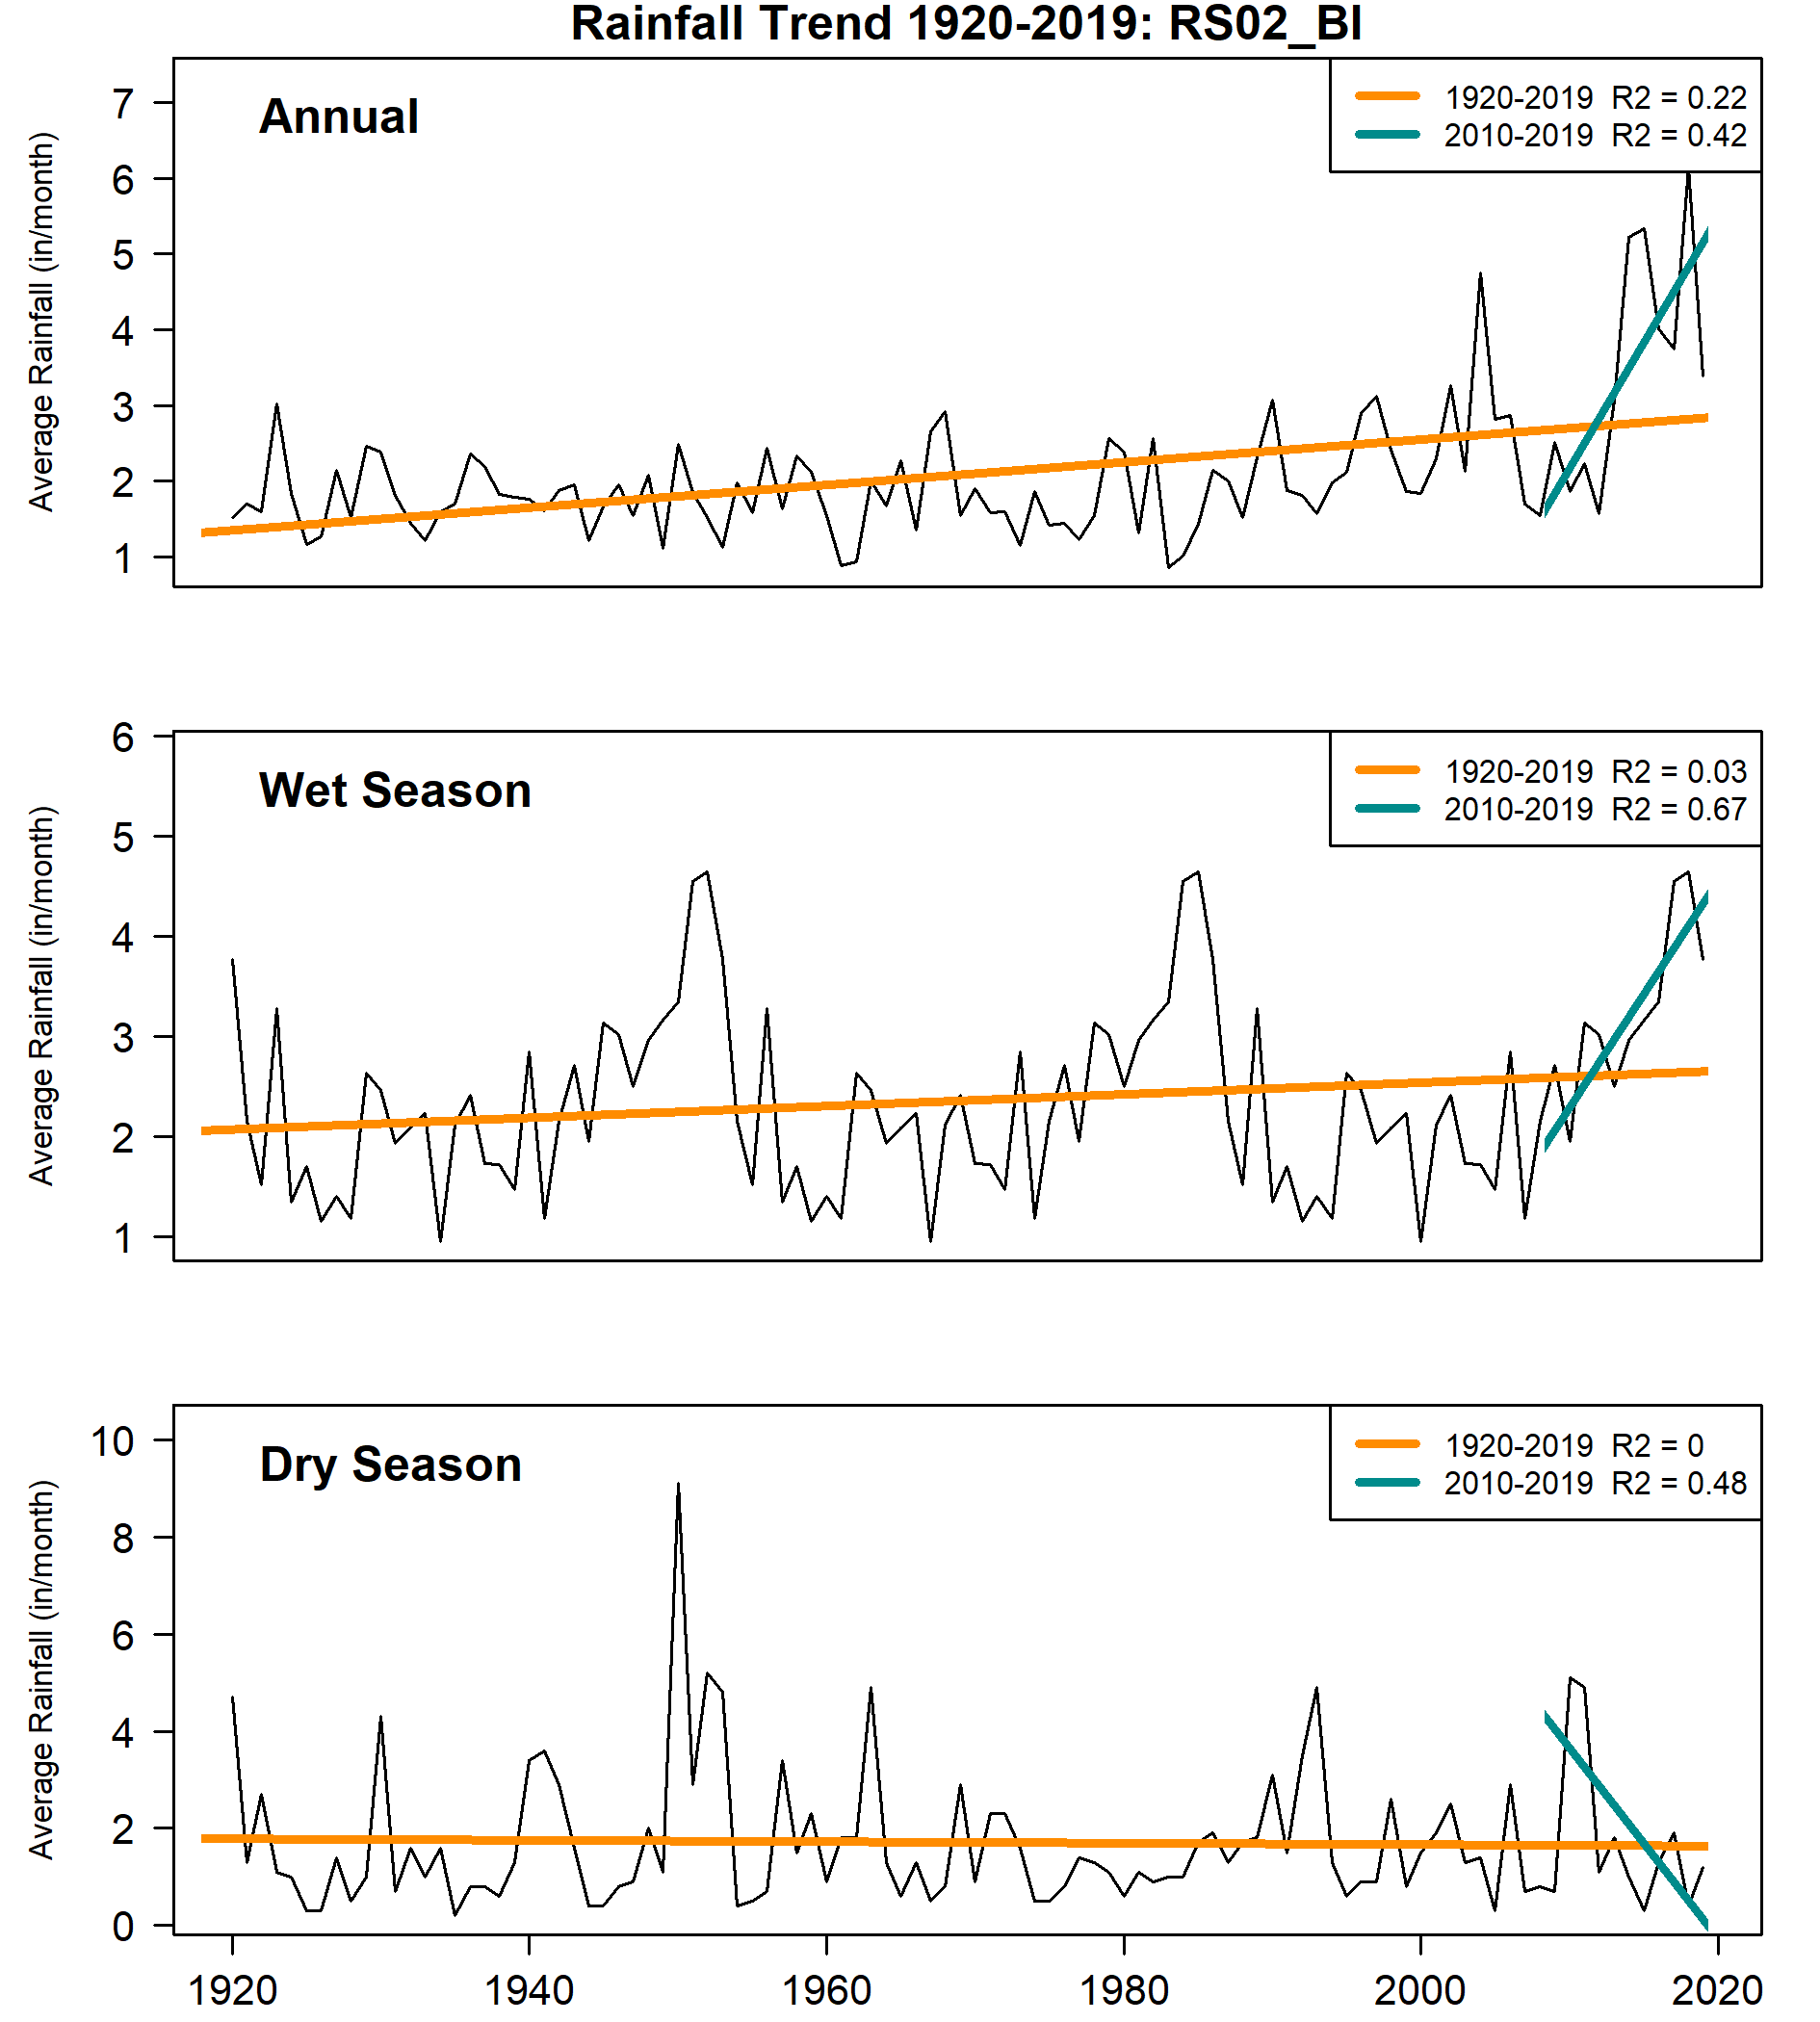 Rainfall Trend 1920-2019: RS02_BI
Annual
1920-2019 R2 = 0.22
2010-2019 R2 = 0.42
Average Rainfall (in/month)
7
6
5
4
3
2
1
Wet Season
1920-2019 R2 = 0.03
2010-2019 R2 = 0.67
Average Rainfall (in/month)
6
5
4
3
2
1
Dry Season
1920-2019 R2 = 0
2010-2019 R2 = 0.48
Average Rainfall (in/month)
10
8
6
4
2
0
1920 1940 1960 1980 2000 2020